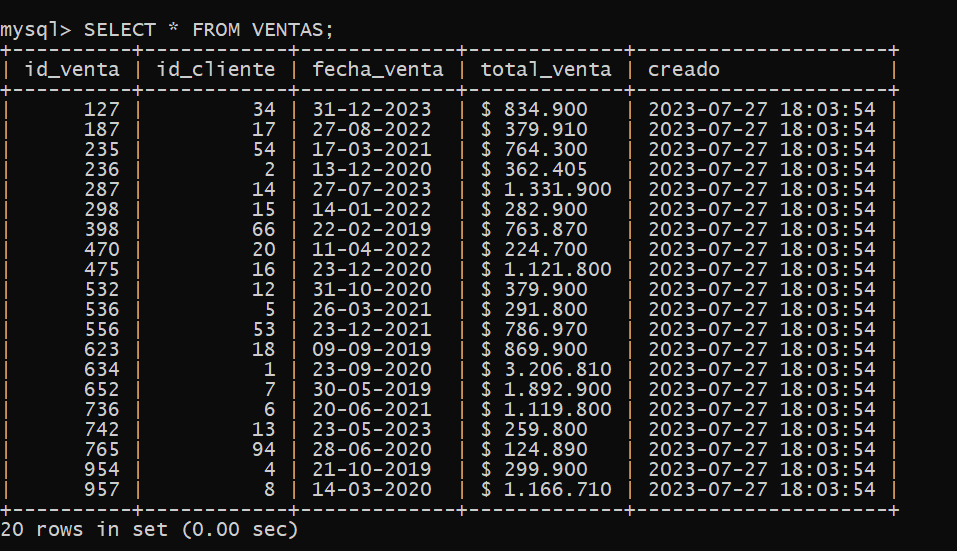 mysql> SELECT * FROM VENTAS;
+----------+------------+-------------+-------------+---------------------+
| id_venta | id_cliente | fecha_venta | total_venta | creado              |
+----------+------------+-------------+-------------+---------------------+
|      127 |         34 | 31-12-2023  | $ 834.900   | 2023-07-27 18:03:54 |
|      187 |         17 | 27-08-2022  | $ 379.910   | 2023-07-27 18:03:54 |
|      235 |         54 | 17-03-2021  | $ 764.300   | 2023-07-27 18:03:54 |
|      236 |          2 | 13-12-2020  | $ 362.405   | 2023-07-27 18:03:54 |
|      287 |         14 | 27-07-2023  | $ 1.331.900 | 2023-07-27 18:03:54 |
|      298 |         15 | 14-01-2022  | $ 282.900   | 2023-07-27 18:03:54 |
|      398 |         66 | 22-02-2019  | $ 763.870   | 2023-07-27 18:03:54 |
|      470 |         20 | 11-04-2022  | $ 224.700   | 2023-07-27 18:03:54 |
|      475 |         16 | 23-12-2020  | $ 1.121.800 | 2023-07-27 18:03:54 |
|      532 |         12 | 31-10-2020  | $ 379.900   | 2023-07-27 18:03:54 |
|      536 |          5 | 26-03-2021  | $ 291.800   | 2023-07-27 18:03:54 |
|      556 |         53 | 23-12-2021  | $ 786.970   | 2023-07-27 18:03:54 |
|      623 |         18 | 09-09-2019  | $ 869.900   | 2023-07-27 18:03:54 |
|      634 |          1 | 23-09-2020  | $ 3.206.810 | 2023-07-27 18:03:54 |
|      652 |          7 | 30-05-2019  | $ 1.892.900 | 2023-07-27 18:03:54 |
|      736 |          6 | 20-06-2021  | $ 1.119.800 | 2023-07-27 18:03:54 |
|      742 |         13 | 23-05-2023  | $ 259.800   | 2023-07-27 18:03:54 |
|      765 |         94 | 28-06-2020  | $ 124.890   | 2023-07-27 18:03:54 |
|      954 |          4 | 21-10-2019  | $ 299.900   | 2023-07-27 18:03:54 |
|      957 |          8 | 14-03-2020  | $ 1.166.710 | 2023-07-27 18:03:54 |
+----------+------------+-------------+-------------+---------------------+
20 rows in set (0.00 sec)